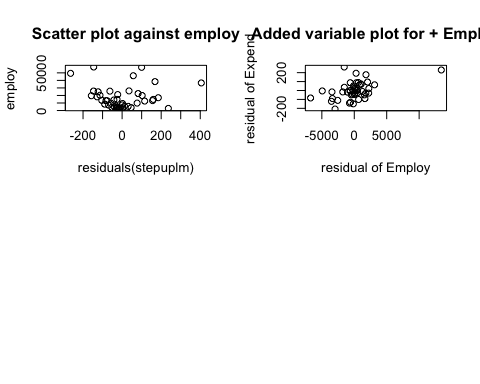 Scatter plot against employ
employ
50000
0
-200 0 200 400
residuals(stepuplm)
Added variable plot for + Empl
residual of Expend
200
-200
-5000 0 5000
residual of Employ